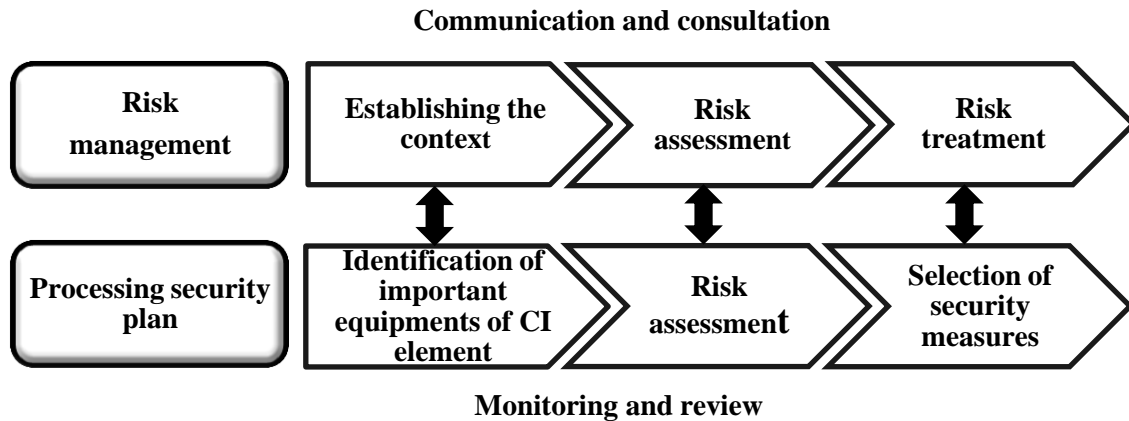 Communication and consultation
Risk
management
Establishing the
context
Risk
assessment
Risk
treatment
Processing security
plan
Identification of
important
equipments of CI
element
Risk
assessment
Selection of
security
measures
Monitoring and review